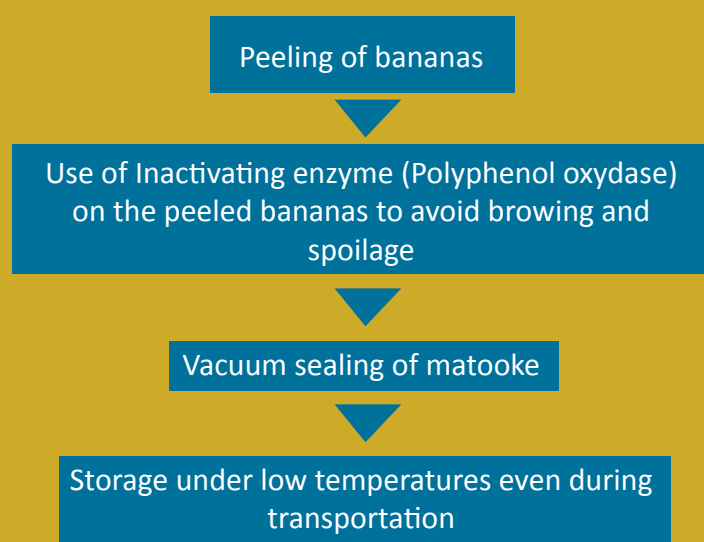 Peeling of bananas
Use of Inactivating enzyme (Polyphenol oxydase)
on the peeled bananas to avoid browing and
spoilage
Vacuum sealing of matooke
Storage under low temperatures even during
transportation